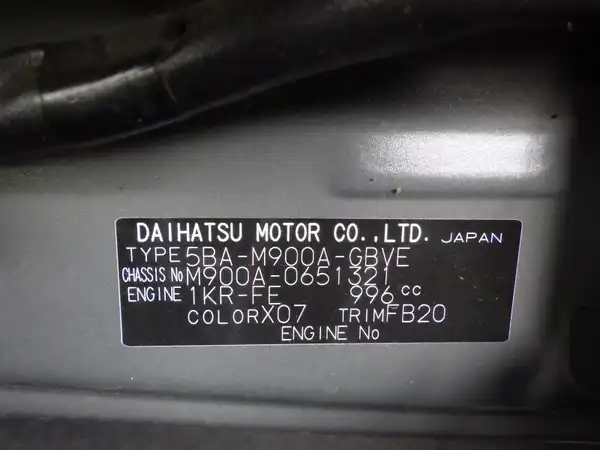 DAIHATSU MOTOR CO.,LTD. JAPAN
TYPE 5BA-M900A-GBVE
CHASSIS No M900A-0651321
ENGINE 1KR-FE 996 cc
COLOR X07 TRIM FB20
ENGINE No